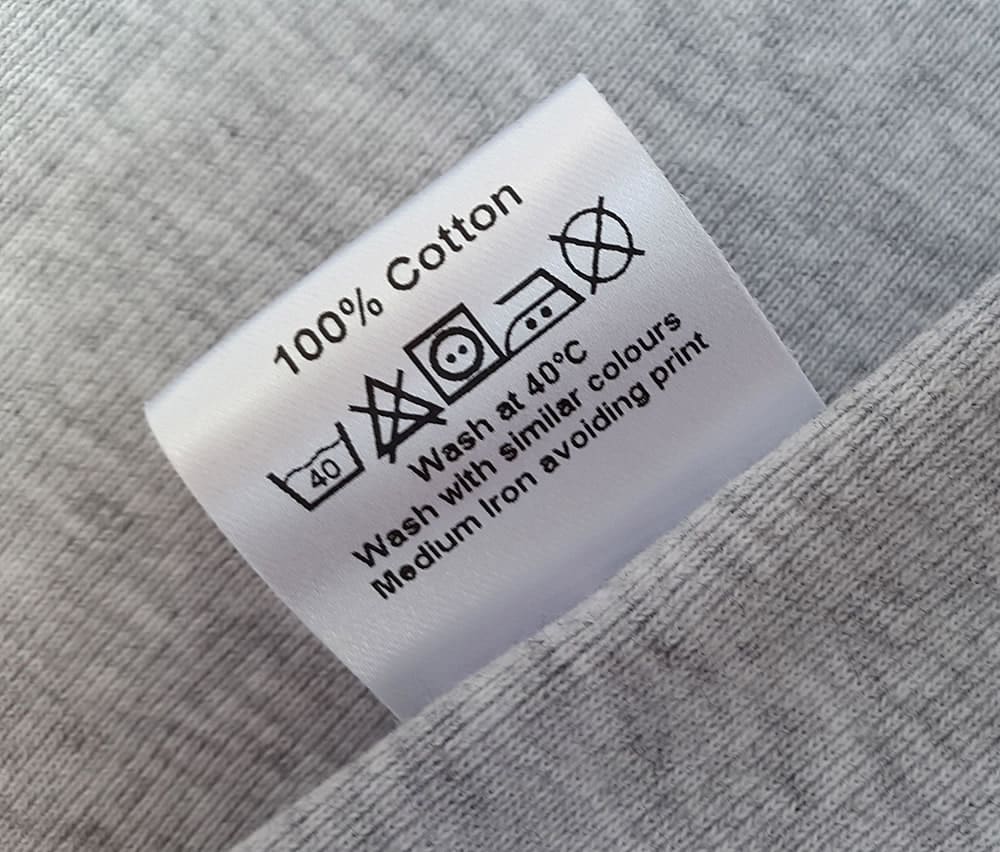 100% Cotton
40
Wash at 40°C
Wash with similar colours
Medium Iron avoiding print